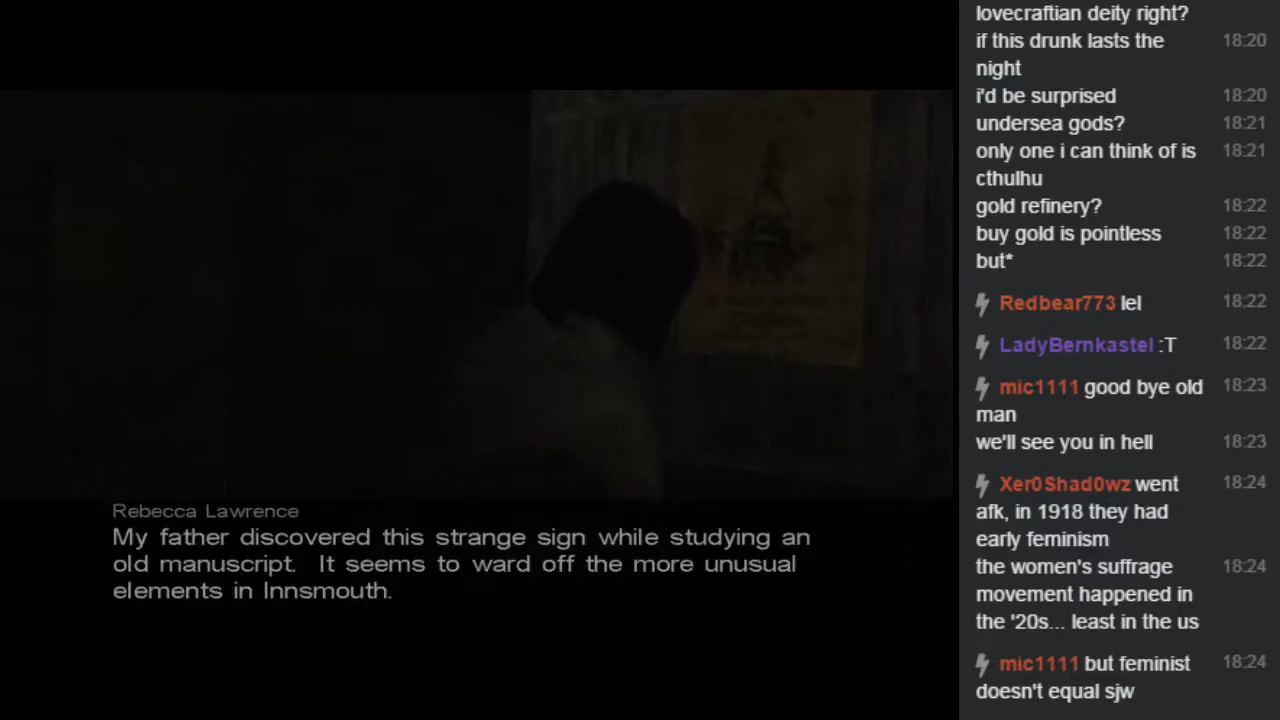 Rebecca Lawrence
My father discovered this strange sign while studying an
old manuscript. It seems to ward off the more unusual
elements in Innsmouth.
lovecraftian deity right?
if this drunk lasts the 18:20
night
i'd be surprised 18:20
undersea gods? 18:21
only one i can think of is 18:21
cthulhu
gold refinery? 18:22
buy gold is pointless 18:22
but* 18:22
Redbear773 lel 18:22
LadyBernkastel :T 18:22
mic1111 good bye old 18:23
man
we'll see you in hell 18:23
Xer0Shad0wz went 18:24
afk, in 1918 they had
early feminism
the women's suffrage 18:24
movement happened in
the '20s... least in the us
mic1111 but feminist 18:24
doesn't equal sjw